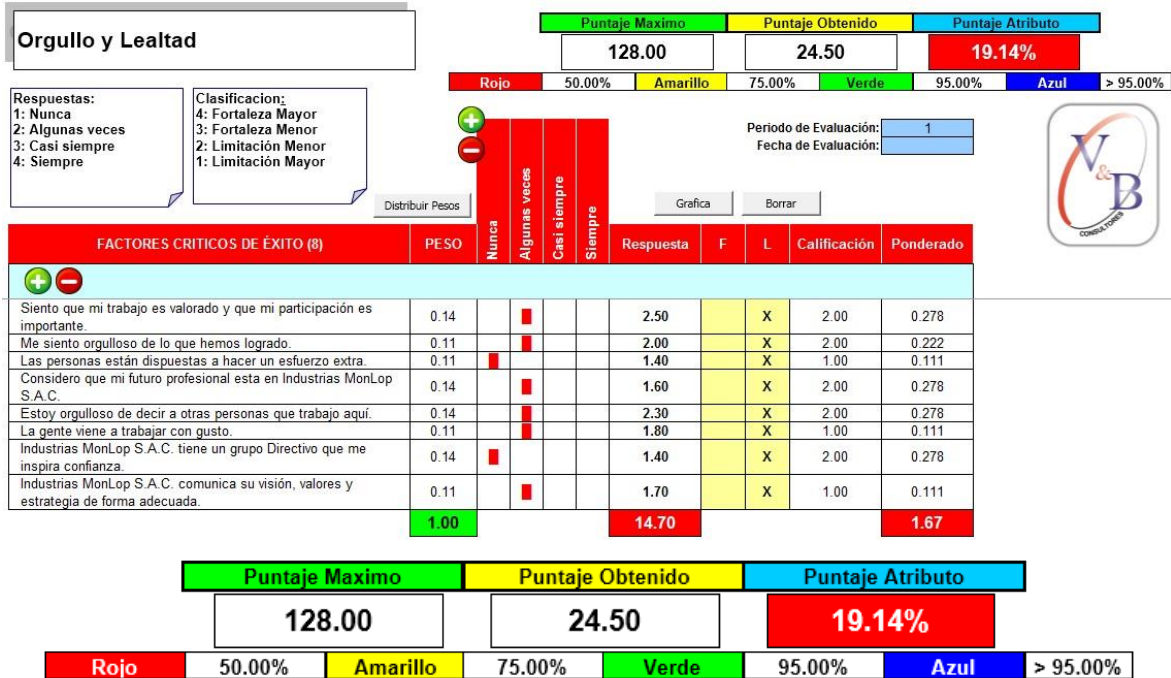 Orgullo y Lealtad
Puntaje Maximo Puntaje Obtenido Puntaje Atributo
128.00 24.50 19.14%
Rojo 50.00% Amarillo 75.00% Verde 95.00% Azul > 95.00%
Respuestas:
1: Nunca
2: Algunas veces
3: Casi siempre
4: Siempre
Clasificacion:
4: Fortaleza Mayor
3: Fortaleza Menor
2: Limitación Menor
1: Limitación Mayor
Periodo de Evaluación: 1
Fecha de Evaluación:
V&B
CONSULTORES
Distribuir Pesos
Grafica
Borrar
FACTORES CRITICOS DE ÉXITO (8) PESO Nunca Algunas veces Casi siempre Siempre Respuesta F L Calificación Ponderado
Siento que mi trabajo es valorado y que mi participación es
importante. 0.14 2.50 X 2.00 0.278
Me siento orgulloso de lo que hemos logrado. 0.11 2.00 X 2.00 0.222
Las personas están dispuestas a hacer un esfuerzo extra. 0.11 1.40 X 1.00 0.111
Considero que mi futuro profesional esta en Industrias MonLop
S.A.C. 0.14 1.60 X 2.00 0.278
Estoy orgulloso de decir a otras personas que trabajo aquí. 0.14 2.30 X 2.00 0.278
La gente viene a trabajar con gusto. 0.11 1.80 X 1.00 0.111
Industrias MonLop S.A.C. tiene un grupo Directivo que me
inspira confianza. 0.14 1.40 X 2.00 0.278
Industrias MonLop S.A.C. comunica su visión, valores y
estrategia de forma adecuada. 0.11 1.70 X 1.00 0.111
1.00 14.70 1.67
Puntaje Maximo Puntaje Obtenido Puntaje Atributo
128.00 24.50 19.14%
Rojo 50.00% Amarillo 75.00% Verde 95.00% Azul > 95.00%